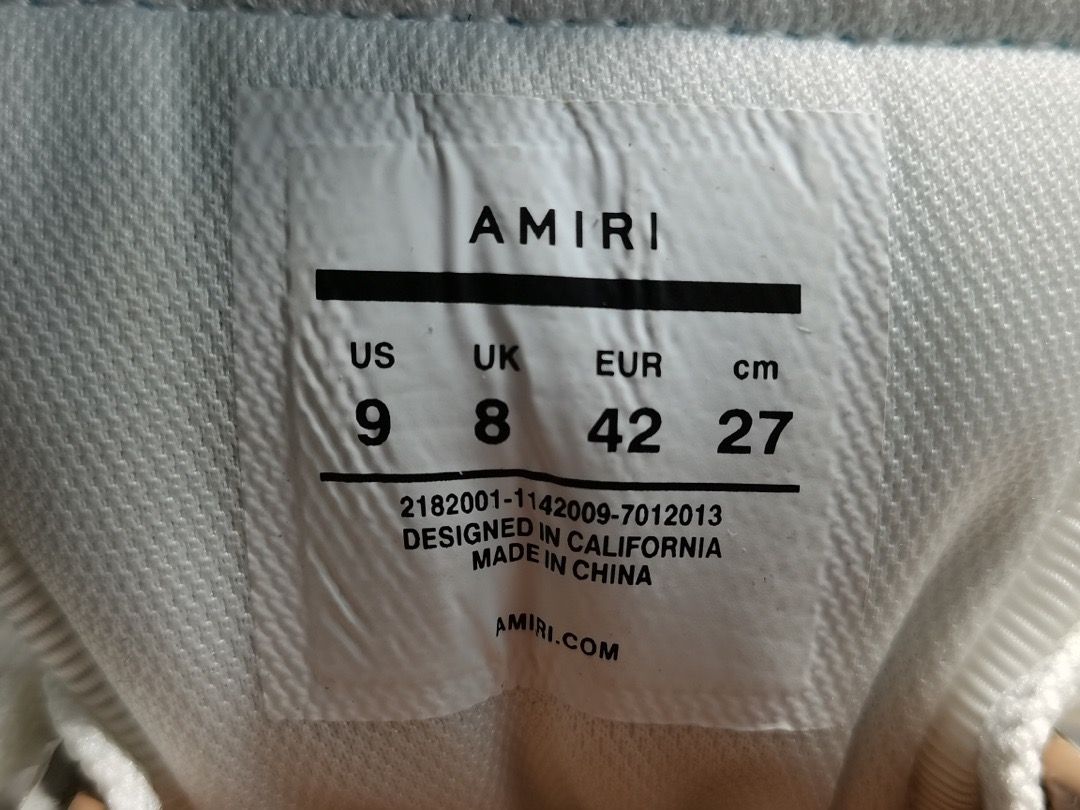 AMIRI
US UK EUR cm
9 8 42 27
2182001-1142009-7012013
DESIGNED IN CALIFORNIA
MADE IN CHINA
AMIRI.COM